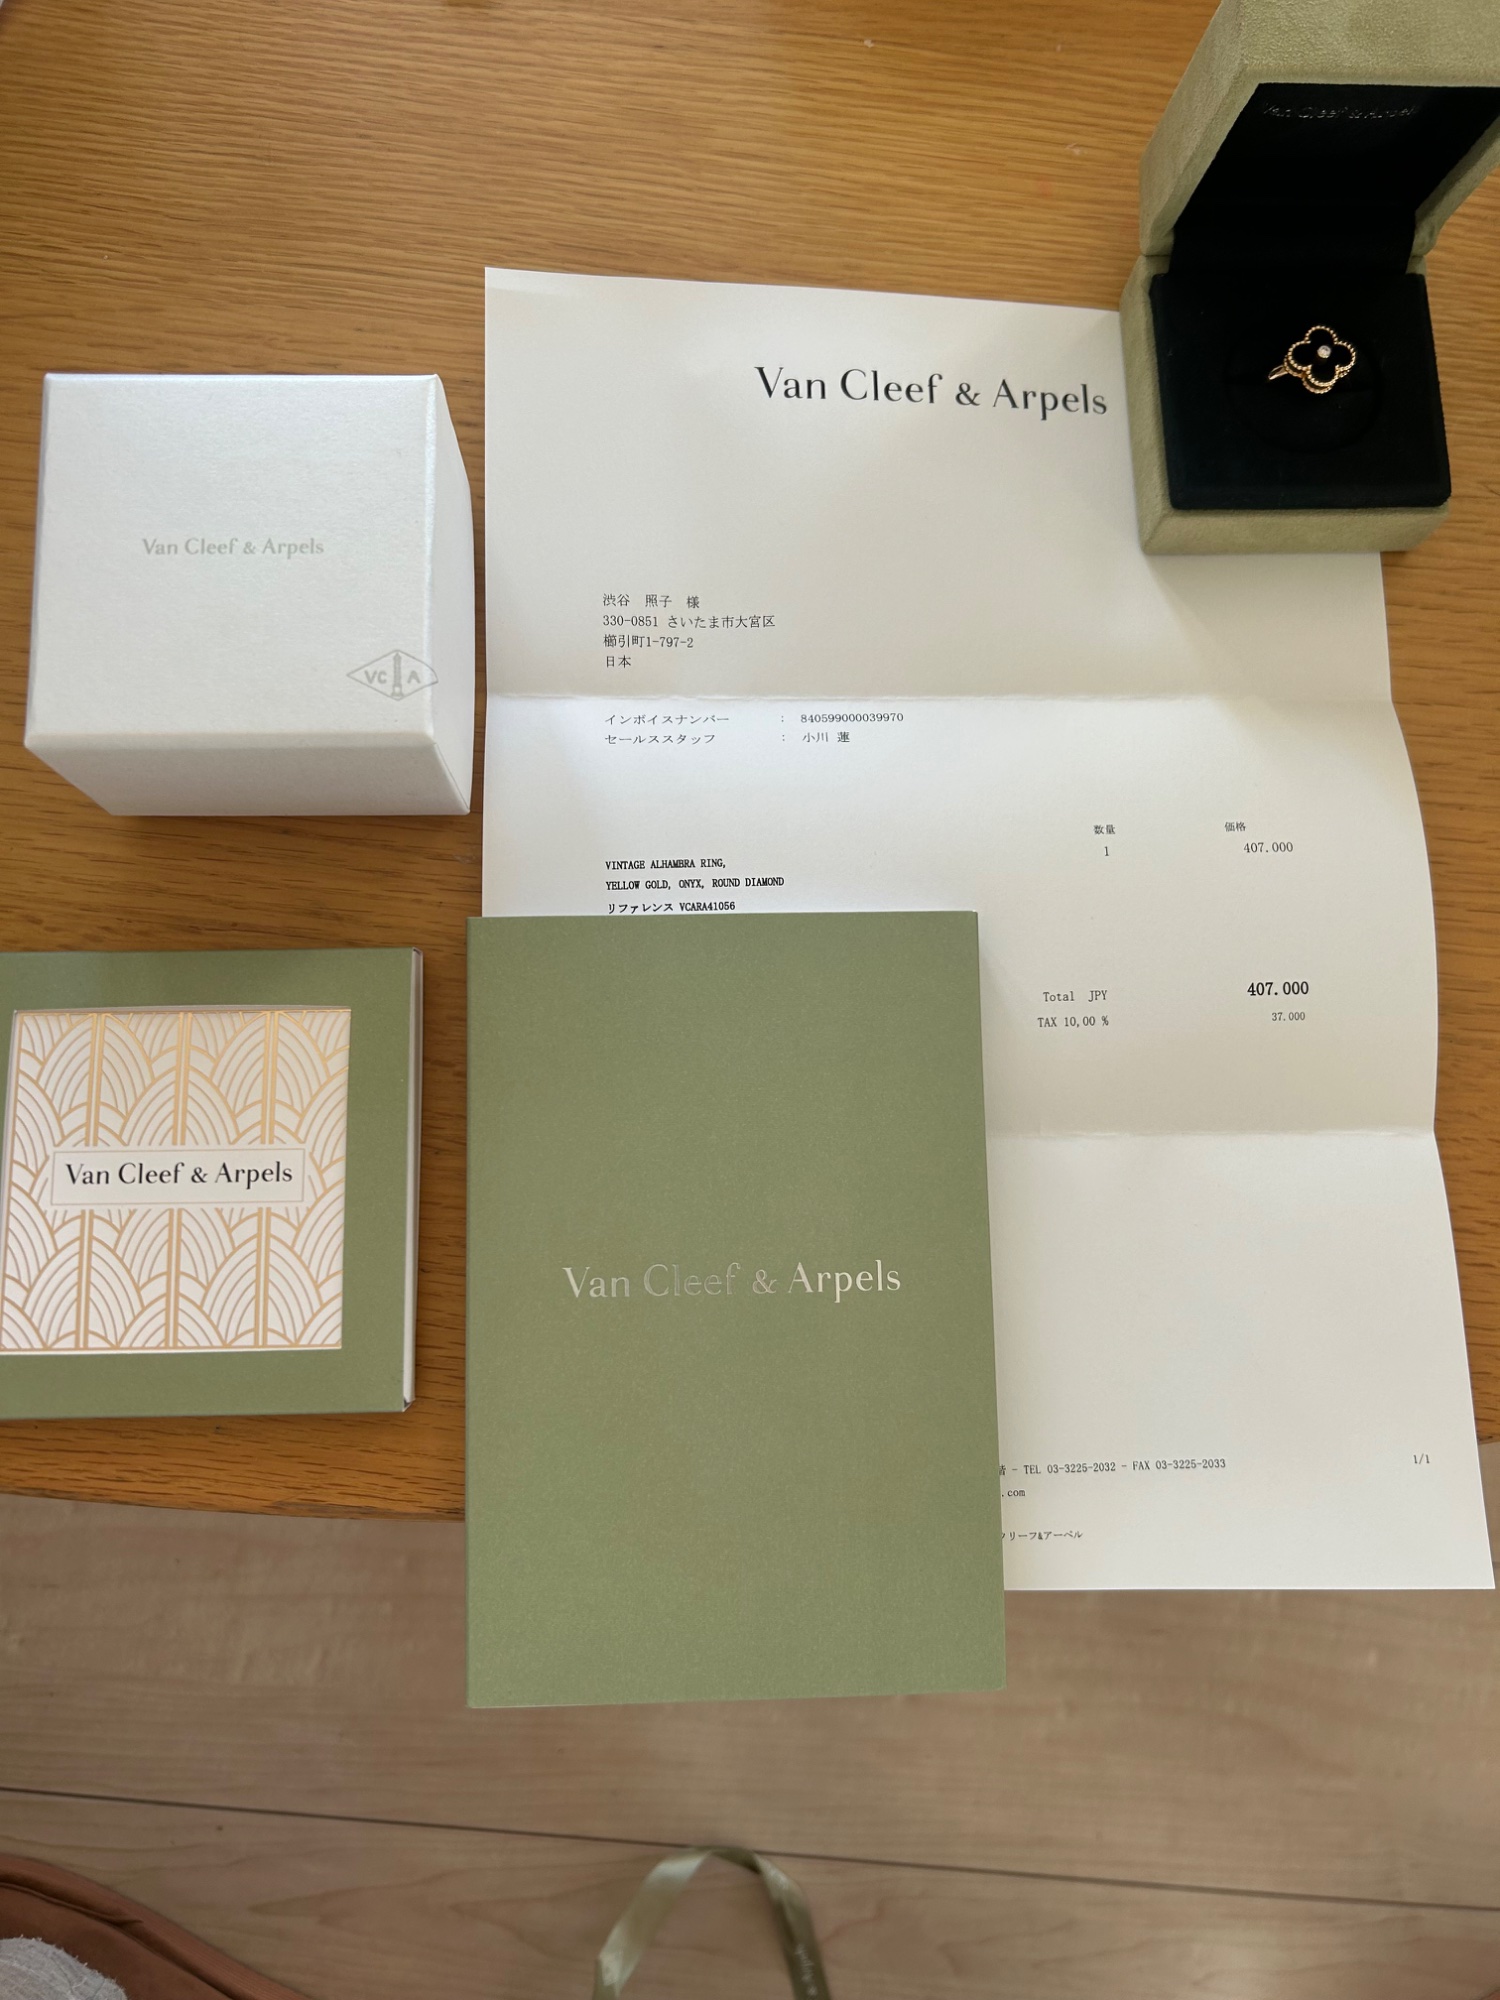 Van Cleef & Arpels
Van Cleef & Arpels
渋谷 照子 様
330-0851 さいたま市大宮区
櫛引町1-797-2
日本
Van Cleef & Arpels
VC A
インボイスナンバー : 840599000039970
セールススタッフ : 小川 蓮
数量 価格
1 407.000
VINTAGE ALHAMBRA RING,
YELLOW GOLD, ONYX, ROUND DIAMOND
リファレンス VCARA41056
Total JPY 407.000
TAX 10,00 % 37.000
Van Cleef & Arpels
Van Cleef & Arpels
階 - TEL 03-3225-2032 - FAX 03-3225-2033 1/1
.com
クリーフ&アーペル